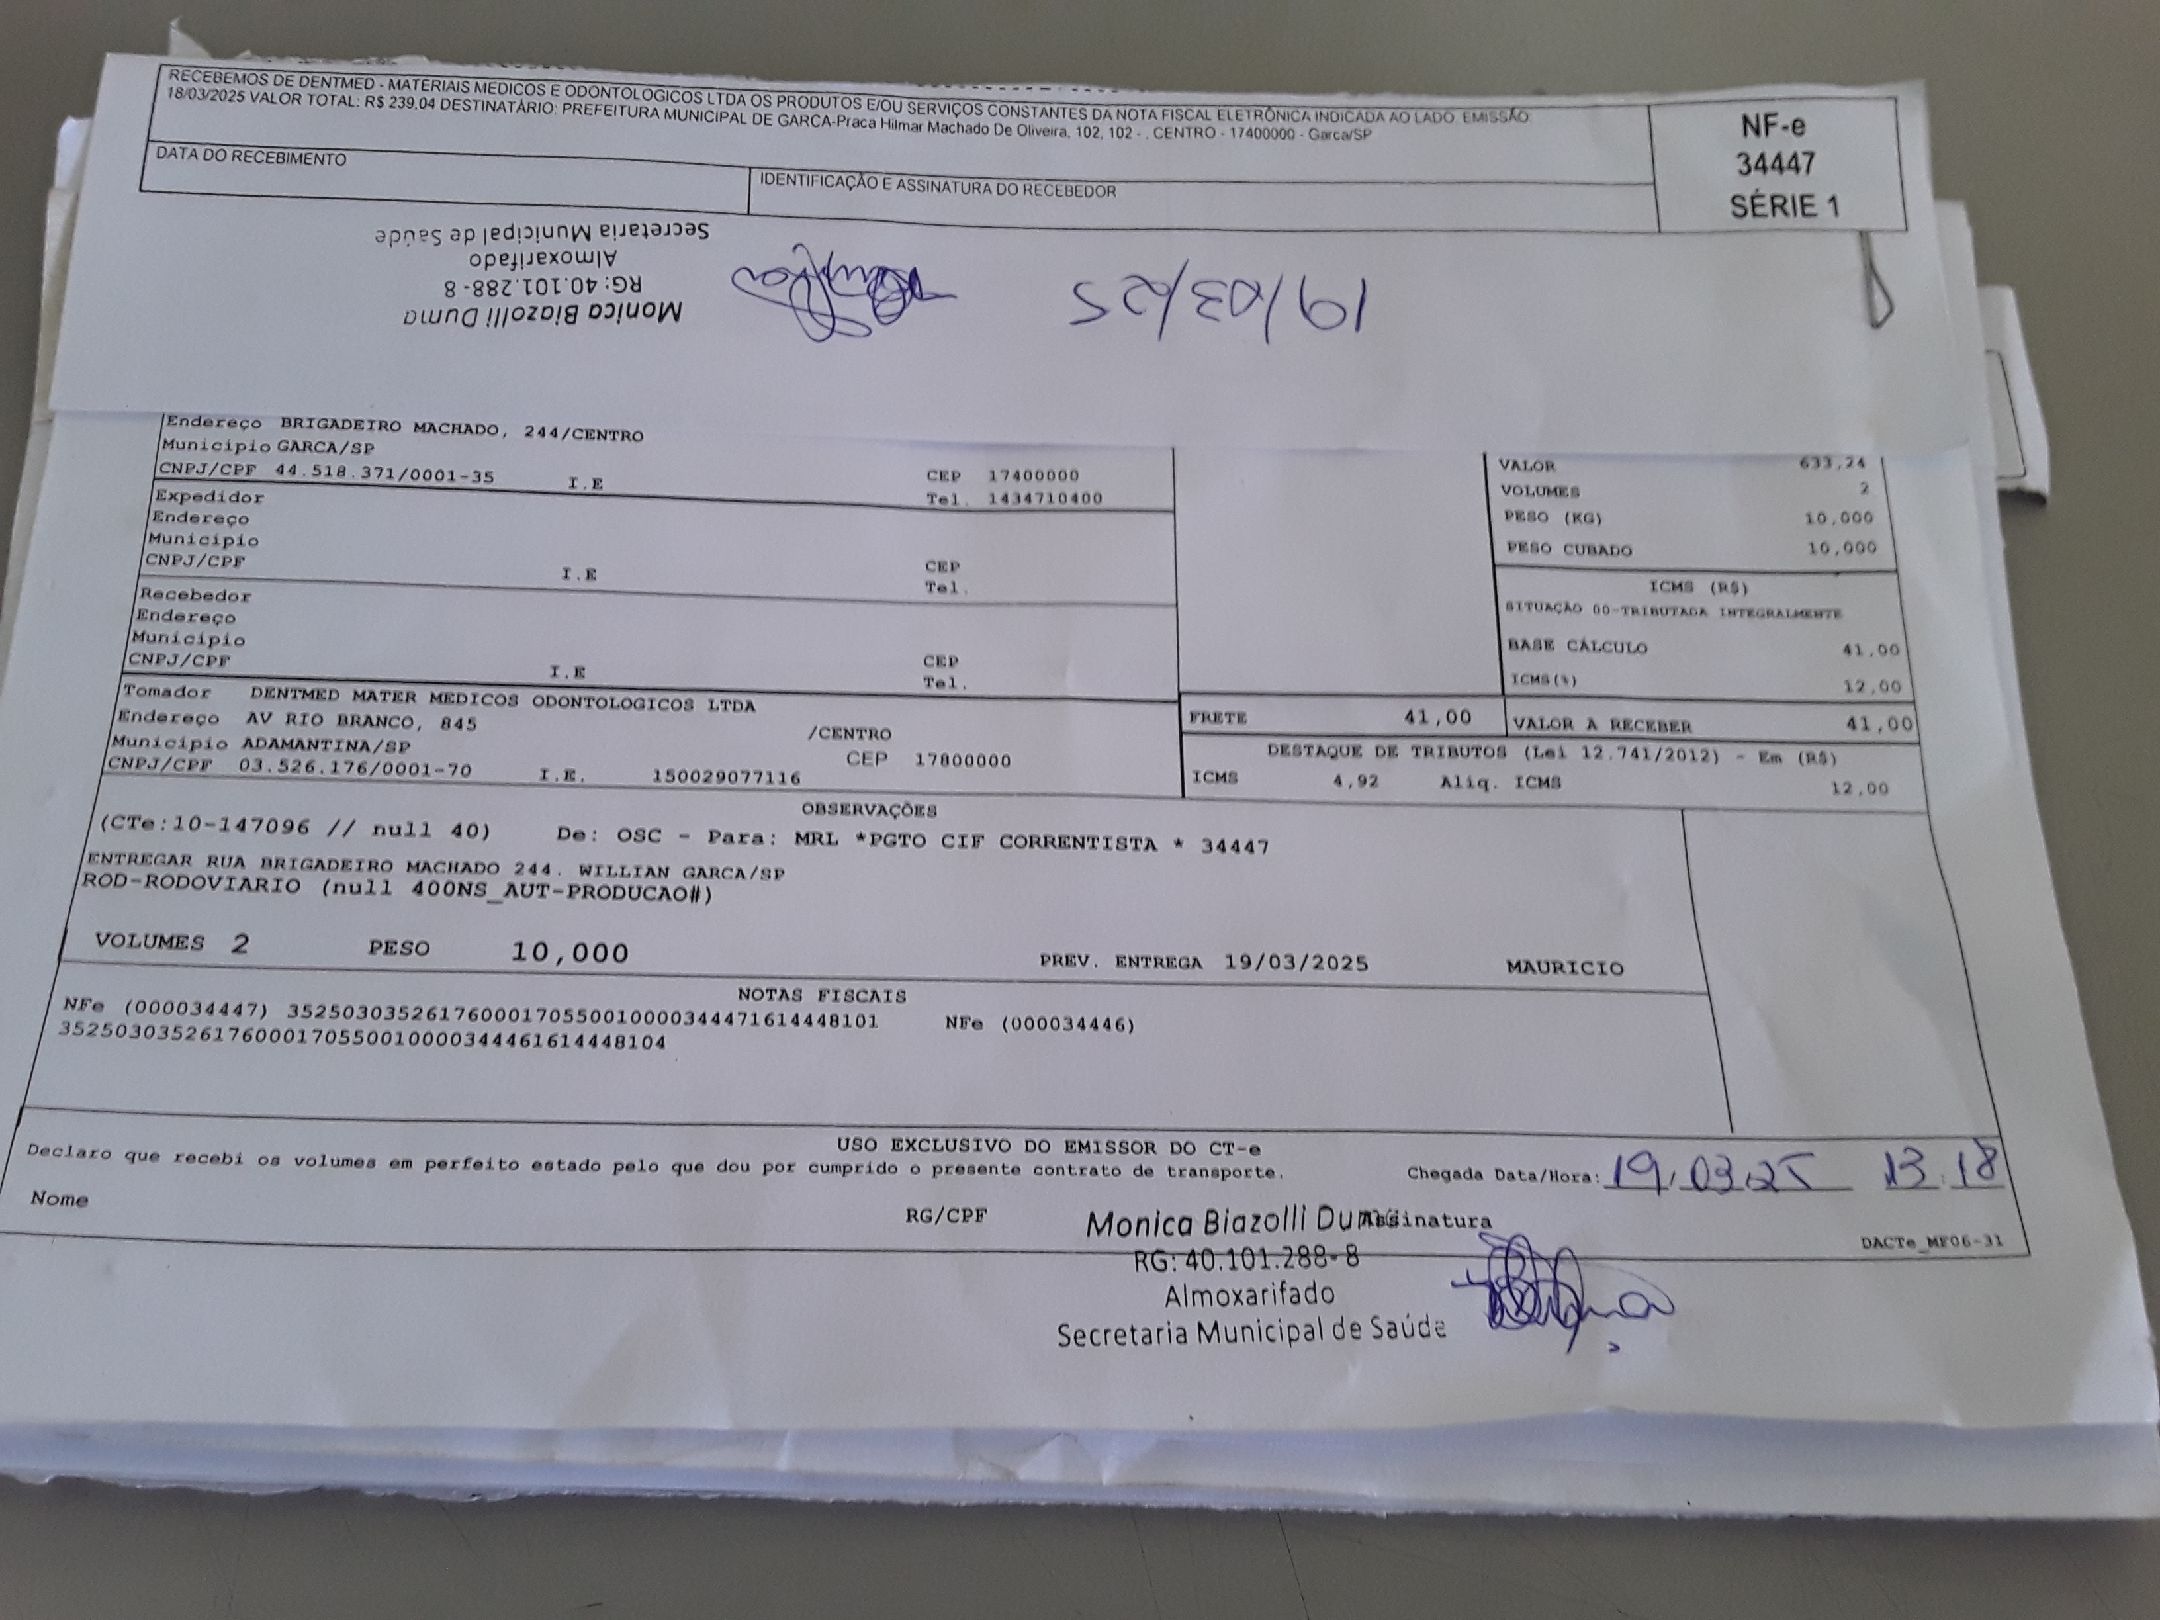 RECEBEMOS DE DENTMED - MATERIAIS MEDICOS E ODONTOLOGICOS LTDA OS PRODUTOS E/OU SERVIÇOS CONSTANTES DA NOTA FISCAL ELETRÔNICA INDICADA AO LADO. EMISSÃO:
18/03/2025 VALOR TOTAL: R$ 239,04 DESTINATÁRIO: PREFEITURA MUNICIPAL DE GARCA-Praca Hilmar Machado De Oliveira, 102, 102 - , CENTRO - 17400000 - Garca/SP
NF-e
34447
SÉRIE 1
DATA DO RECEBIMENTO
IDENTIFICAÇÃO E ASSINATURA DO RECEBEDOR
19/03/25
Monica Biazolli Duma
RG: 40.101.288-8
Almoxarifado
Secretaria Municipal de Saúde
Endereço BRIGADEIRO MACHADO, 244/CENTRO
Municipio GARCA/SP
CNPJ/CPF 44.518.371/0001-35 I.E CEP 17400000
Tel. 1434710400
Expedidor
Endereço
Municipio
CNPJ/CPF I.E CEP
Tel.
Recebedor
Endereço
Municipio
CNPJ/CPF I.E CEP
Tel.
VALOR 633,24
VOLUMES 2
PESO (KG) 10,000
PESO CUBADO 10,000
ICMS (R$)
SITUAÇÃO 00-TRIBUTADA INTEGRALMENTE
BASE CÁLCULO 41,00
ICMS(%) 12,00
Tomador DENTMED MATER MEDICOS ODONTOLOGICOS LTDA
Endereço AV RIO BRANCO, 845 /CENTRO
Municipio ADAMANTINA/SP CEP 17800000
CNPJ/CPF 03.526.176/0001-70 I.E. 150029077116
FRETE 41,00 VALOR A RECEBER 41,00
DESTAQUE DE TRIBUTOS (Lei 12.741/2012) - Em (R$)
ICMS 4,92 Aliq. ICMS 12,00
OBSERVAÇÕES
(CTe:10-147096 // null 40) De: OSC - Para: MRL *PGTO CIF CORRENTISTA * 34447
ENTREGAR RUA BRIGADEIRO MACHADO 244. WILLIAN GARCA/SP
ROD-RODOVIARIO (null 400NS_AUT-PRODUCAO#)
VOLUMES 2 PESO 10,000 PREV. ENTREGA 19/03/2025 MAURICIO
NOTAS FISCAIS
NFe (000034447) 35250303526176000170550010000344471614448101 NFe (000034446)
35250303526176000170550010000344461614448104
USO EXCLUSIVO DO EMISSOR DO CT-e
Declaro que recebi os volumes em perfeito estado pelo que dou por cumprido o presente contrato de transporte. Chegada Data/Hora: 19.03.25 13:18
Nome RG/CPF Assinatura
DACTe_MF06-31
Monica Biazolli Duma
RG: 40.101.288-8
Almoxarifado
Secretaria Municipal de Saúde